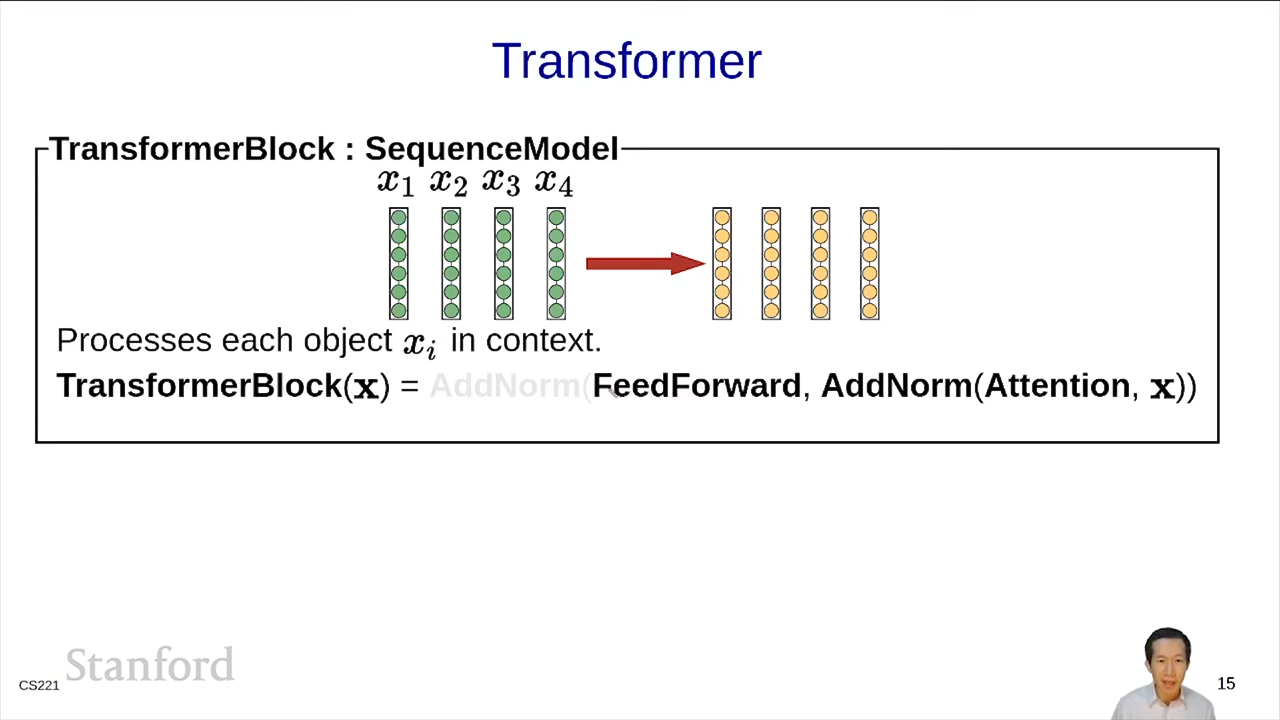 Transformer
TransformerBlock : SequenceModel
x1 x2 x3 x4
Processes each object xi in context.
TransformerBlock(x) = AddNorm(FeedForward, AddNorm(Attention, x))
Stanford
CS221
15